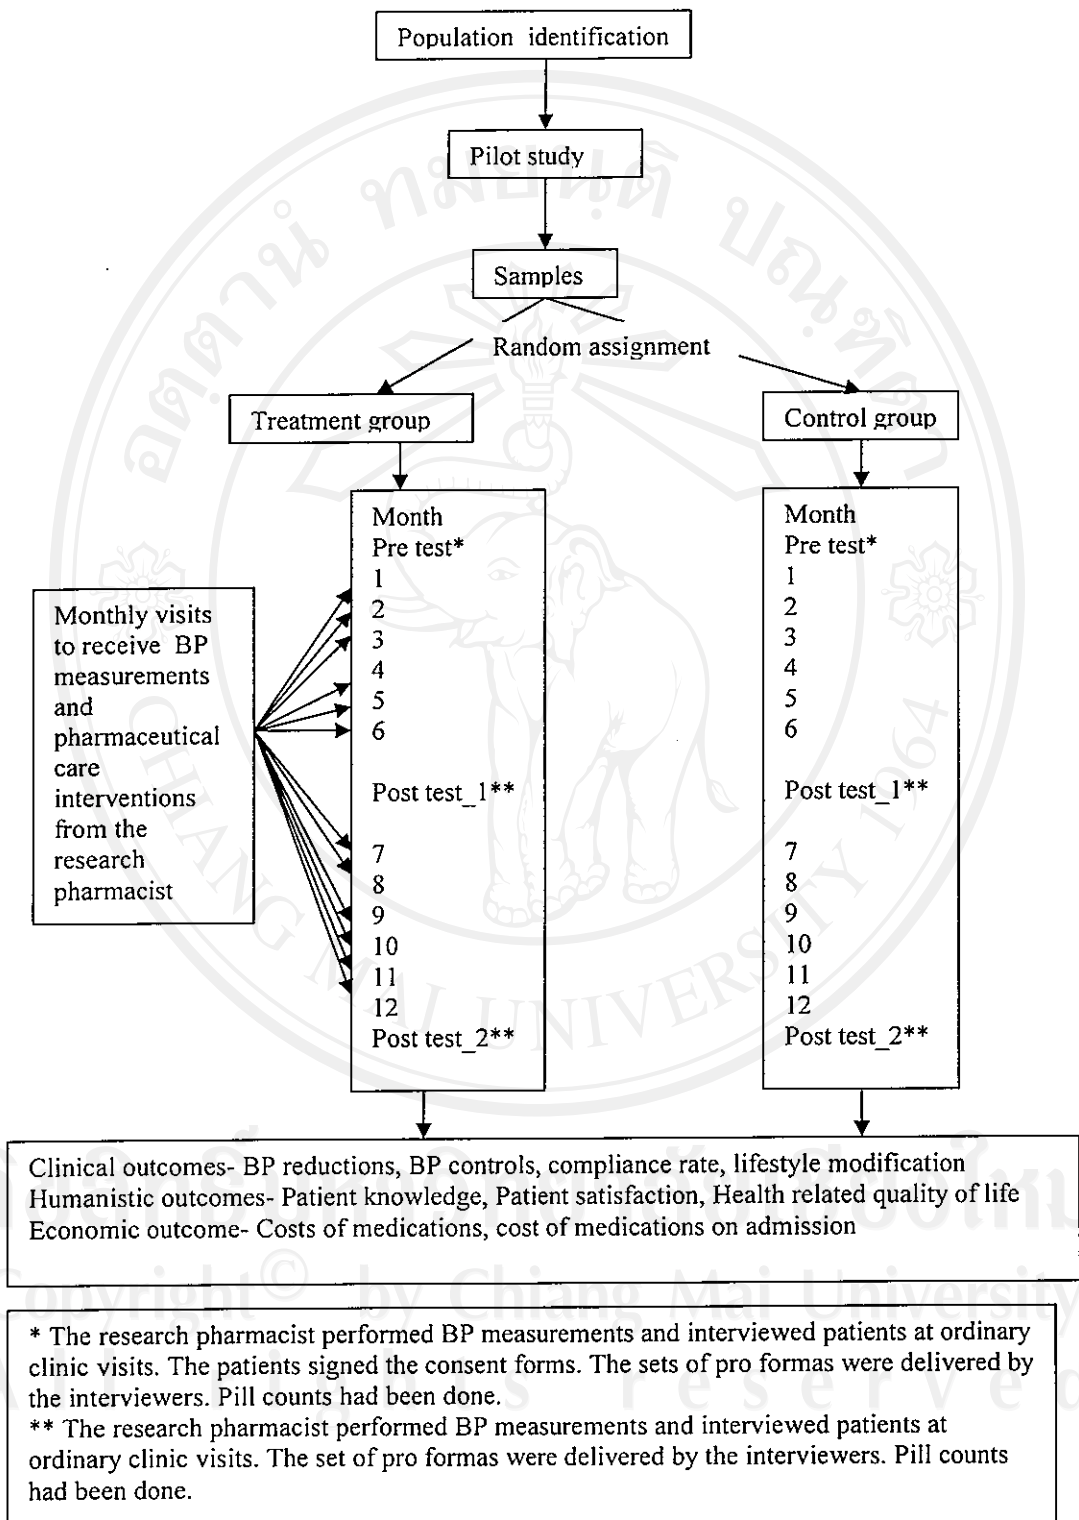 Population identification
Pilot study
Samples
Random assignment
Treatment group
Control group
Month
Pre test*
1
2
3
4
5
6
Post test_1**
7
8
9
10
11
12
Post test_2**
Month
Pre test*
1
2
3
4
5
6
Post test_1**
7
8
9
10
11
12
Post test_2**
Monthly visits
to receive BP
measurements
and
pharmaceutical
care
interventions
from the
research
pharmacist
Clinical outcomes- BP reductions, BP controls, compliance rate, lifestyle modification
Humanistic outcomes- Patient knowledge, Patient satisfaction, Health related quality of life
Economic outcome- Costs of medications, cost of medications on admission
* The research pharmacist performed BP measurements and interviewed patients at ordinary
clinic visits. The patients signed the consent forms. The sets of pro formas were delivered by
the interviewers. Pill counts had been done.
** The research pharmacist performed BP measurements and interviewed patients at
ordinary clinic visits. The set of pro formas were delivered by the interviewers. Pill counts
had been done.
CHIANG MAI UNIVERSITY 1964
Copyright© by Chiang Mai University
All rights reserved